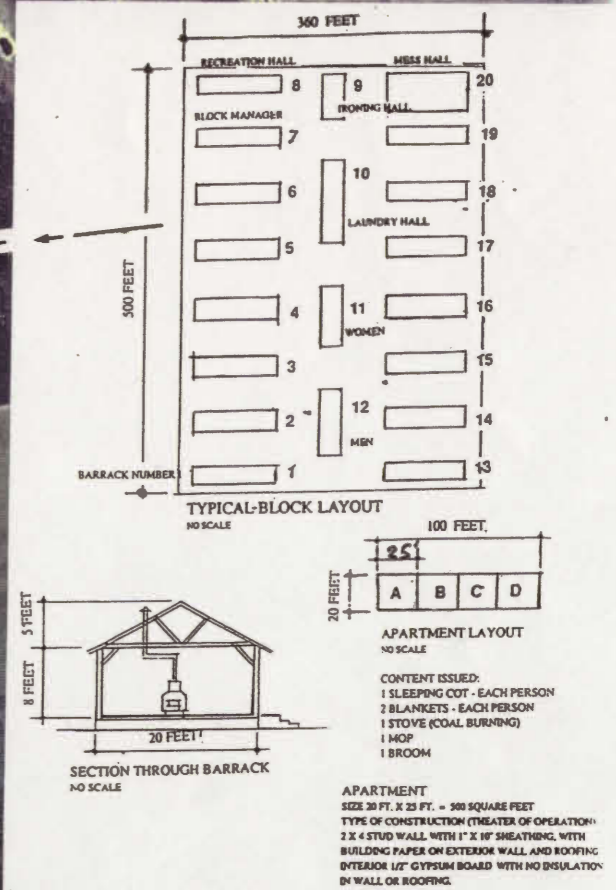 360 FEET
RECREATION HALL MESS HALL
8 9 20
BLOCK MANAGER IRONING HALL
7 19
10
6 18
LAUNDRY HALL
5 17
500 FEET
4 11 16
WOMEN
3 15
12
2 14
MEN
BARRACK NUMBER 1 13
TYPICAL-BLOCK LAYOUT
NO SCALE
100 FEET
25'
20 FEET
A B C D
APARTMENT LAYOUT
NO SCALE
5 FEET
8 FEET
20 FEET
SECTION THROUGH BARRACK
NO SCALE
CONTENT ISSUED:
1 SLEEPING COT - EACH PERSON
2 BLANKETS - EACH PERSON
1 STOVE (COAL BURNING)
1 MOP
1 BROOM
APARTMENT
SIZE 20 FT. X 25 FT. = 500 SQUARE FEET
TYPE OF CONSTRUCTION (THEATER OF OPERATION)
2 X 4 STUD WALL WITH 1" X 10" SHEATHING, WITH
BUILDING PAPER ON EXTERIOR WALL AND ROOFING
INTERIOR 1/2" GYPSUM BOARD WITH NO INSULATION
IN WALL OR ROOFING.